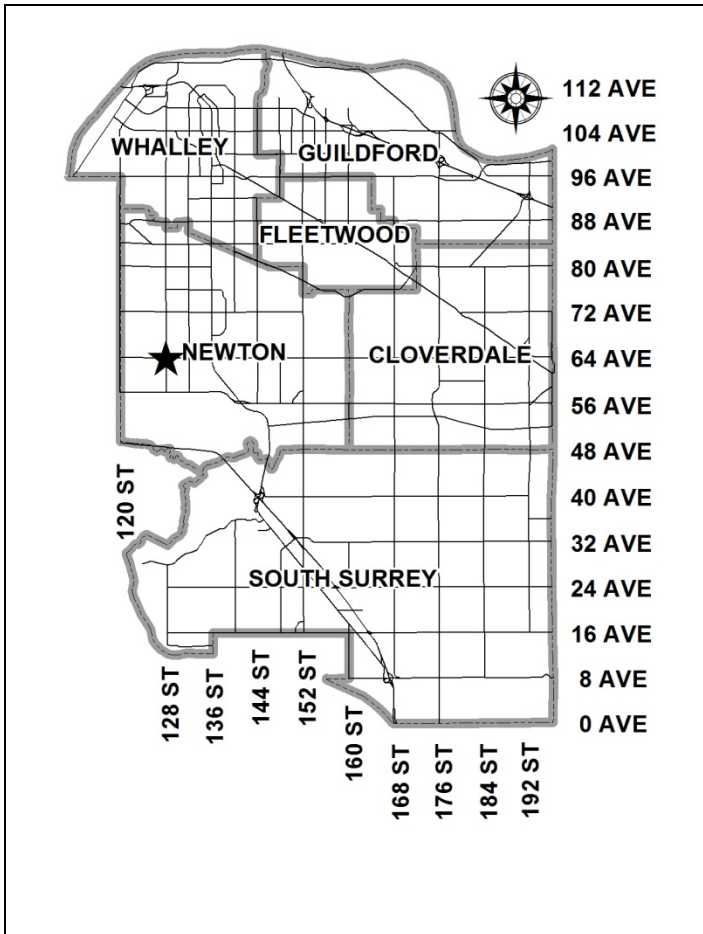 112 AVE
104 AVE
WHALLEY
GUILDFORD
96 AVE
88 AVE
FLEETWOOD
80 AVE
72 AVE
NEWTON
CLOVERDALE
64 AVE
56 AVE
48 AVE
120 ST
40 AVE
32 AVE
SOUTH SURREY
24 AVE
16 AVE
8 AVE
0 AVE
128 ST
136 ST
144 ST
152 ST
160 ST
168 ST
176 ST
184 ST
192 ST